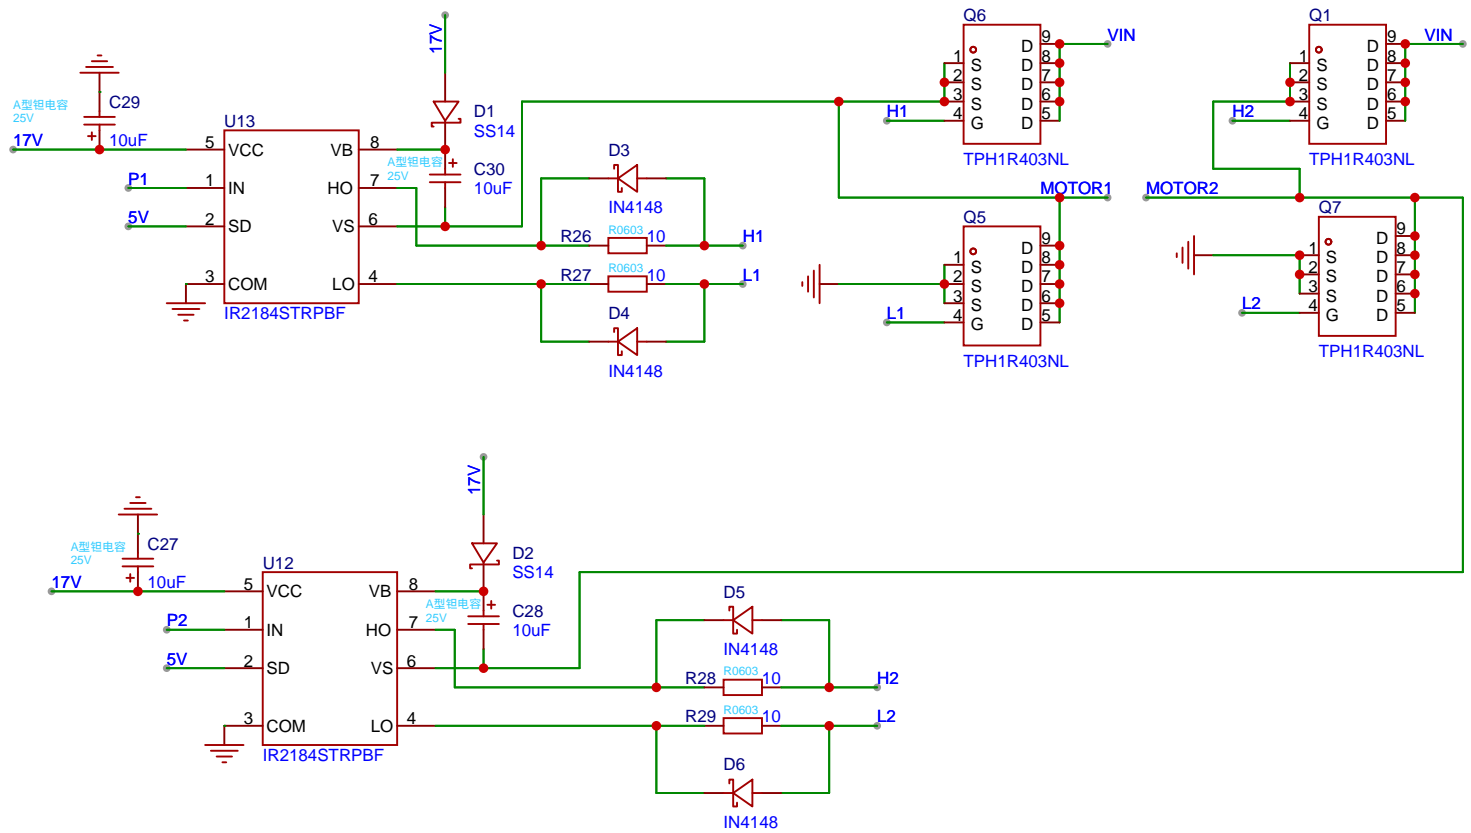 17V
C29
A型钽电容
25V
10uF
17V
U13
5
VCC
P1
1
IN
5V
2
SD
3
COM
VB
8
HO
7
VS
6
LO
4
IR2184STRPBF
D1
SS14
A型钽电容
25V
C30
10uF
D3
IN4148
R26
R0603
10
H1
R27
R0603
10
L1
D4
IN4148
Q6
1
S
2
S
3
S
4
G
H1
D
9
D
8
D
7
D
6
D
5
VIN
TPH1R403NL
MOTOR1
Q5
1
S
2
S
3
S
4
G
L1
D
9
D
8
D
7
D
6
D
5
TPH1R403NL
Q1
1
S
2
S
3
S
4
G
H2
D
9
D
8
D
7
D
6
D
5
VIN
TPH1R403NL
MOTOR2
Q7
1
S
2
S
3
S
4
G
L2
D
9
D
8
D
7
D
6
D
5
TPH1R403NL
17V
C27
A型钽电容
25V
10uF
17V
U12
5
VCC
P2
1
IN
5V
2
SD
3
COM
VB
8
HO
7
VS
6
LO
4
IR2184STRPBF
D2
SS14
A型钽电容
25V
C28
10uF
D5
IN4148
R28
R0603
10
H2
R29
R0603
10
L2
D6
IN4148